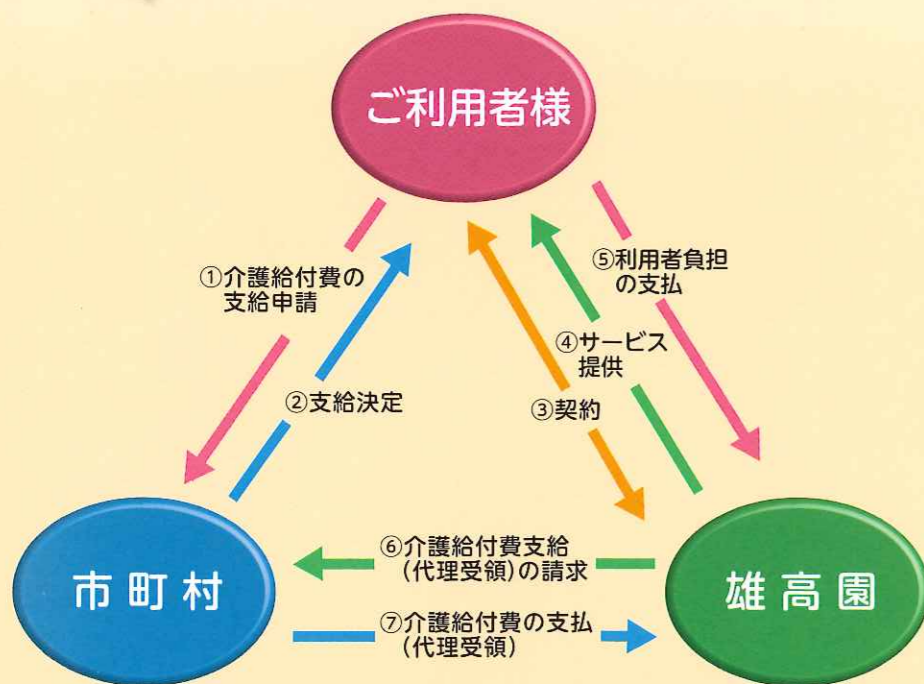 ご利用者様
①介護給付費の
支給申請
②支給決定
③契約
④サービス
提供
⑤利用者負担
の支払
⑥介護給付費支給
(代理受領)の請求
⑦介護給付費の支払
(代理受領)
市町村
雄高園